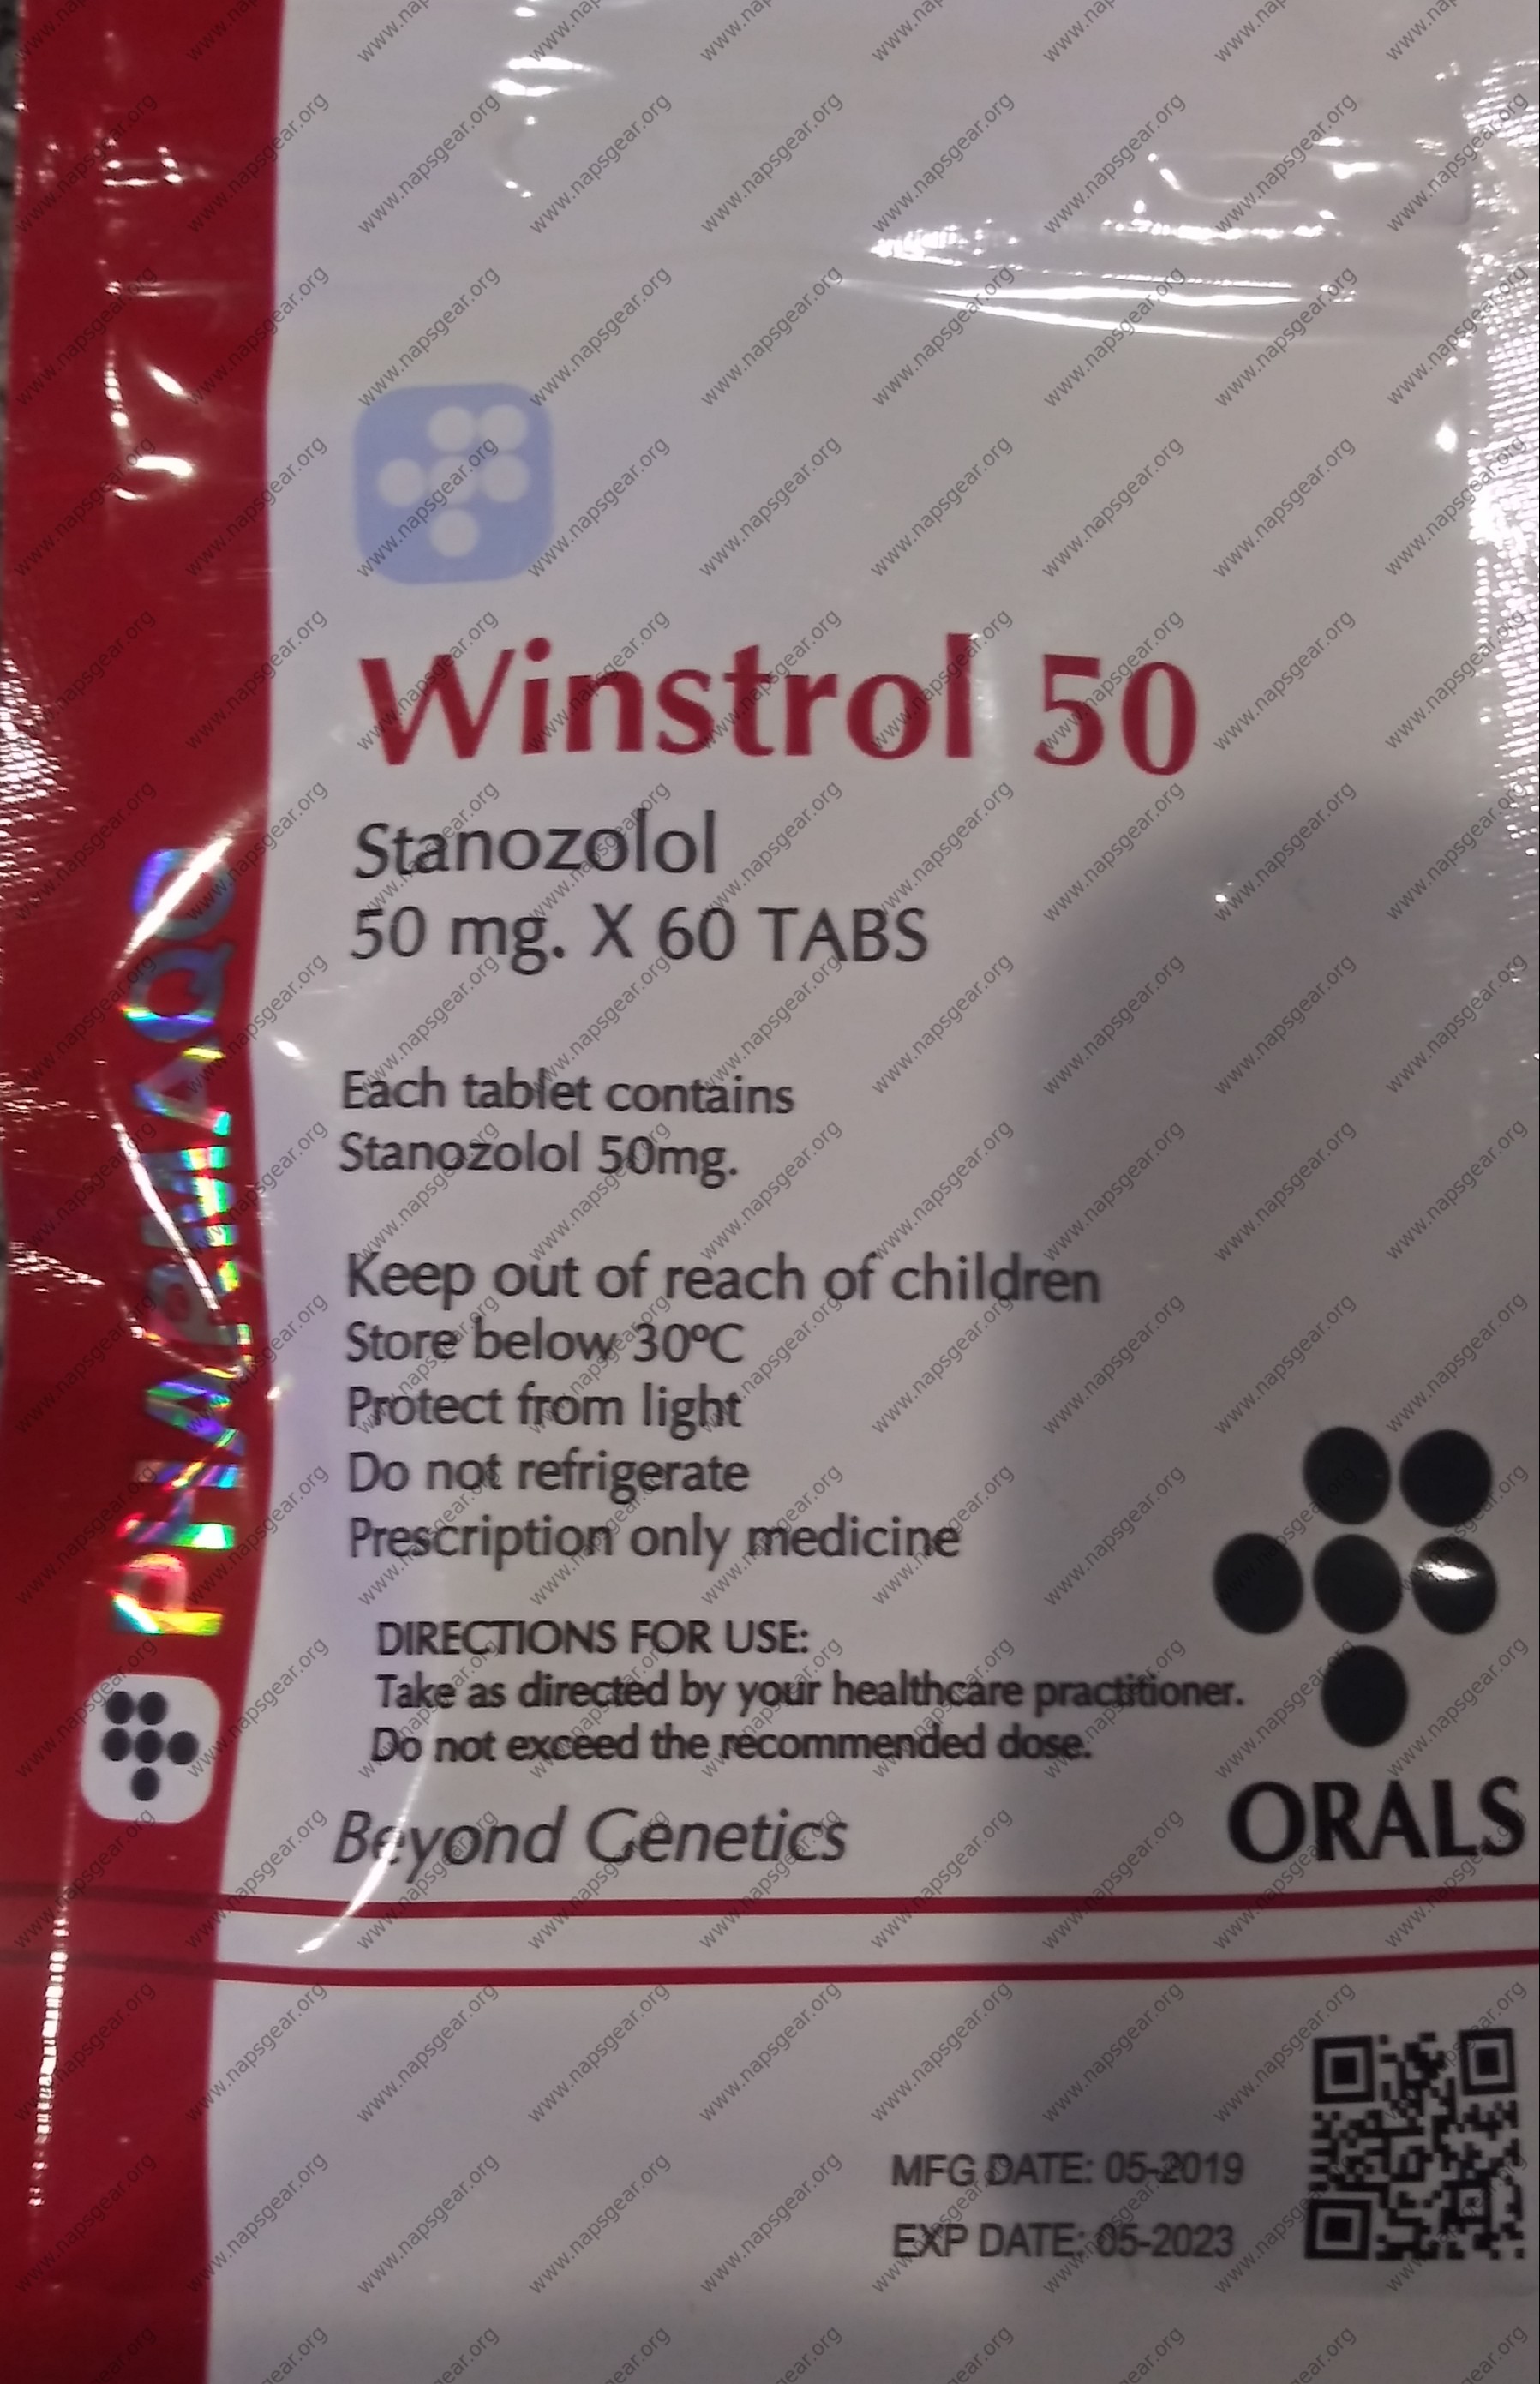 PHARMAQO
Winstrol 50
Stanozolol
50 mg. X 60 TABS
Each tablet contains
Stanozolol 50mg.
Keep out of reach of children
Store below 30ºC
Protect from light
Do not refrigerate
Prescription only medicine
DIRECTIONS FOR USE:
Take as directed by your healthcare practitioner.
Do not exceed the recommended dose.
Beyond Genetics
ORALS
MFG DATE: 05-2019
EXP DATE: 05-2023
www.napsgear.org